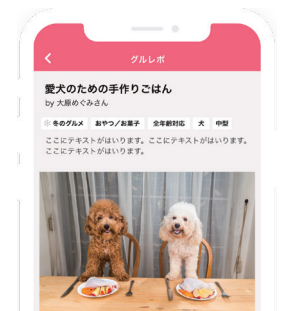 グルレポ
愛犬のための手作りごはん
by 大原めぐみさん
冬のグルメ おやつ／お菓子 全年齢対応 犬 中型
ここにテキストがはいります。ここにテキストがはいります。
ここにテキストがはいります。